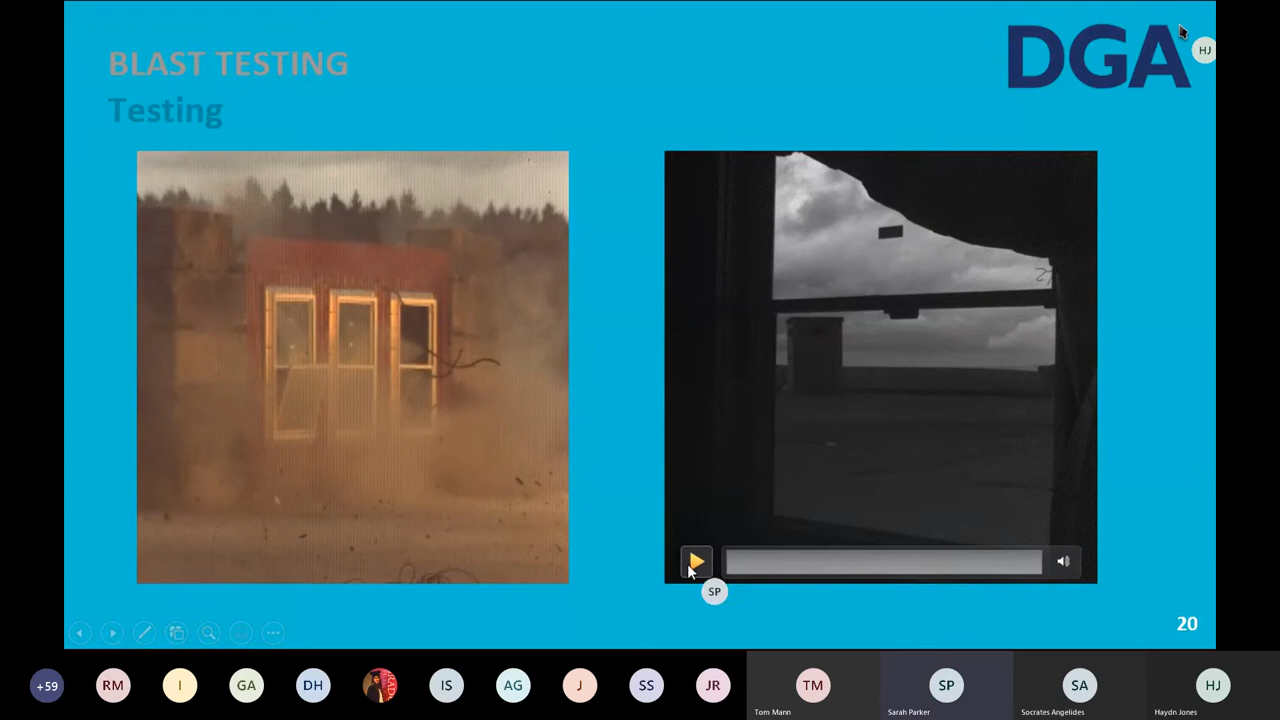 BLAST TESTING
Testing
DGA
HJ
SP
20
+59
RM
I
GA
DH
IS
AG
J
SS
JR
TM
SP
SA
HJ
Tom Mann
Sarah Parker
Socrates Angelides
Haydn Jones